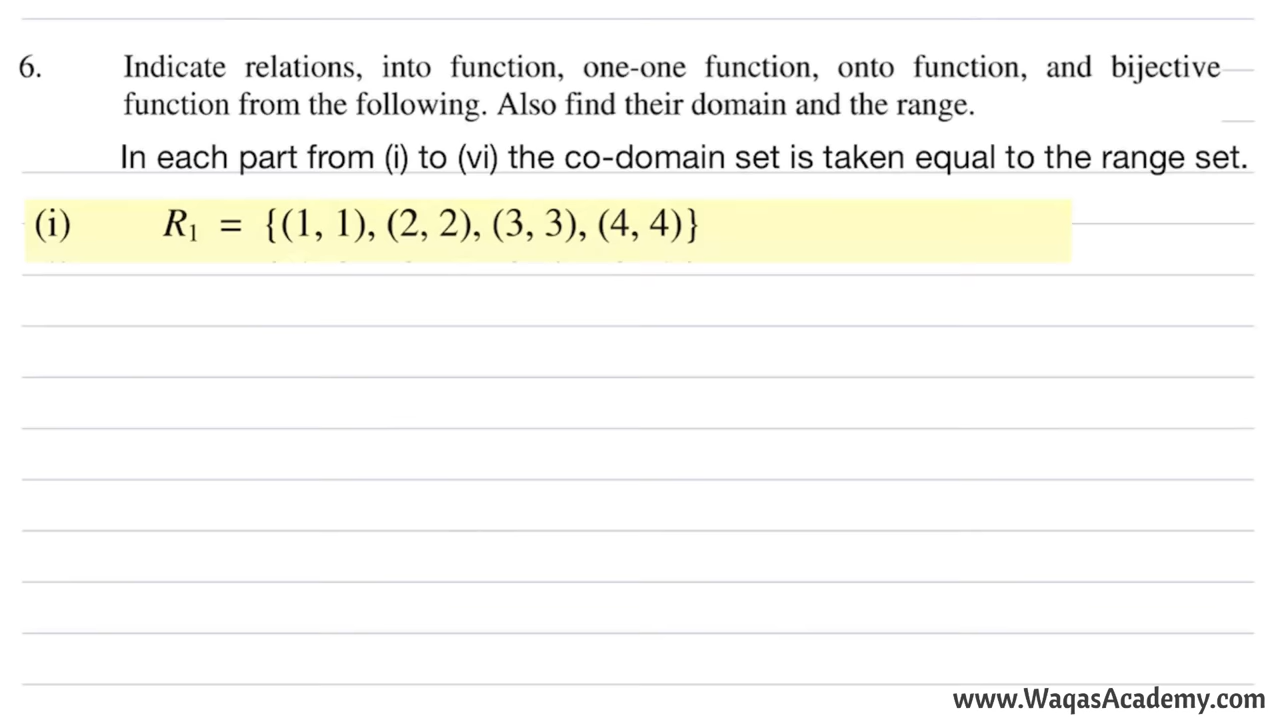 6. Indicate relations, into function, one-one function, onto function, and bijective
function from the following. Also find their domain and the range.
In each part from (i) to (vi) the co-domain set is taken equal to the range set.
(i) R₁ = {(1, 1), (2, 2), (3, 3), (4, 4)}
www.WaqasAcademy.com